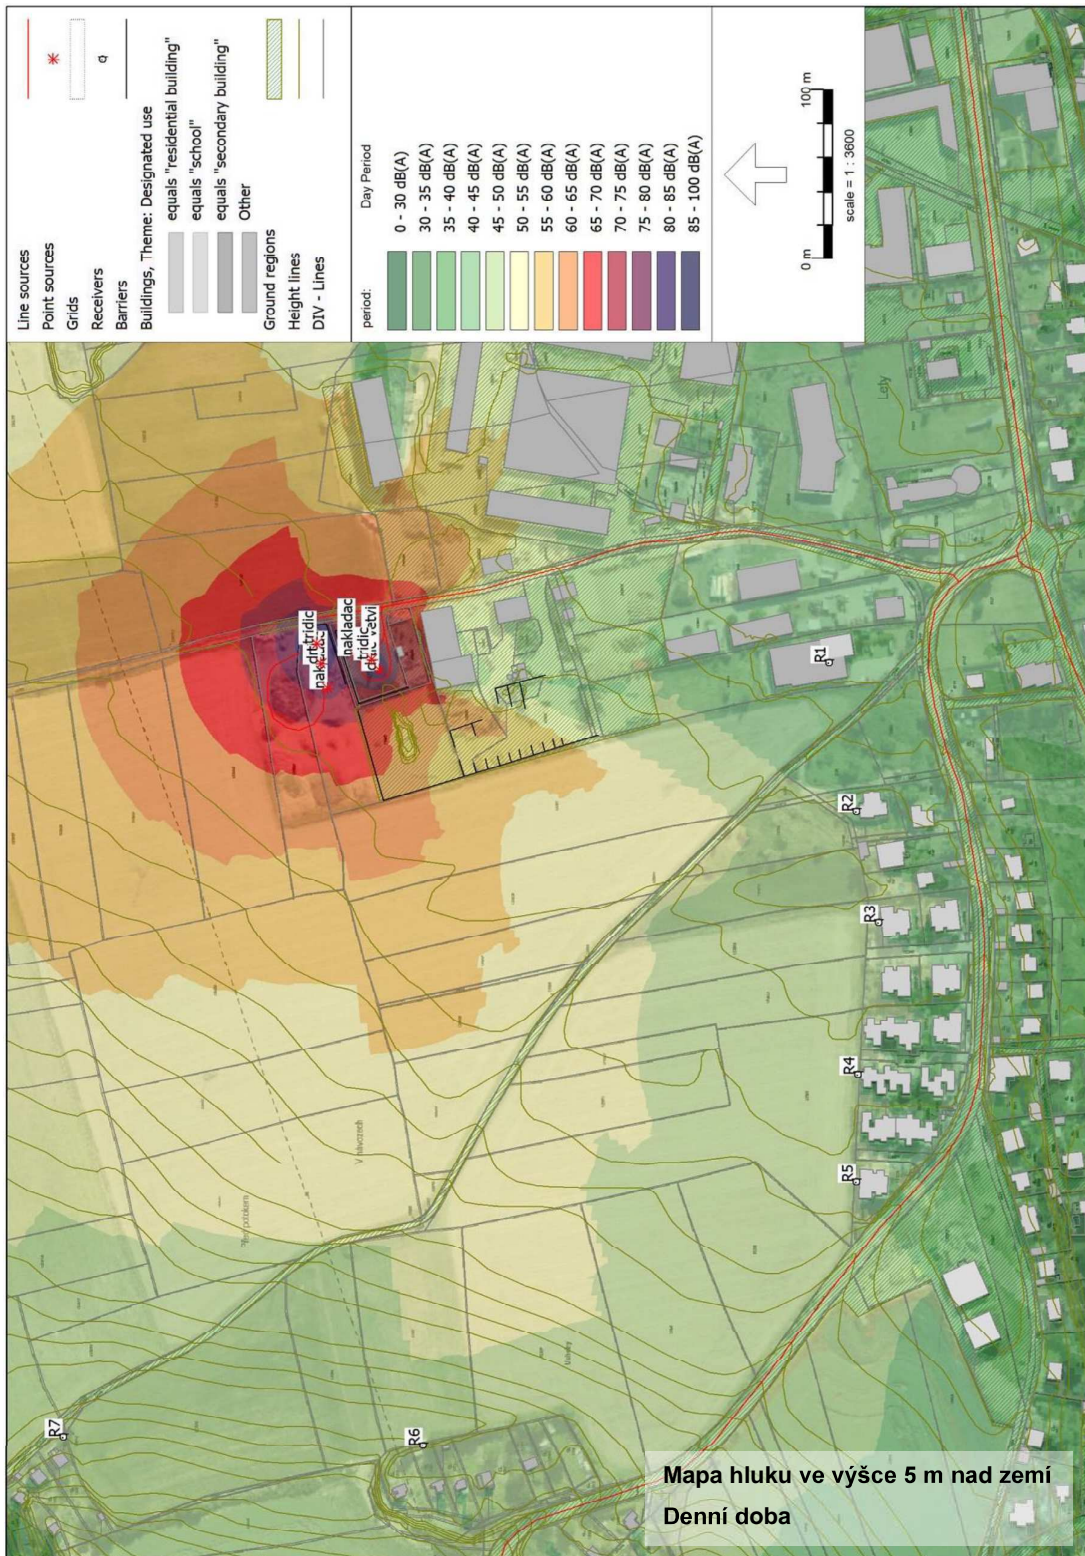 Line sources
Point sources
Grids
Receivers
Barriers
Buildings, Theme: Designated use
equals "residential building"
equals "school"
equals "secondary building"
Other
Ground regions
Height lines
DIV - Lines
period:
Day Period
0 - 30 dB(A)
30 - 35 dB(A)
35 - 40 dB(A)
40 - 45 dB(A)
45 - 50 dB(A)
50 - 55 dB(A)
55 - 60 dB(A)
60 - 65 dB(A)
65 - 70 dB(A)
70 - 75 dB(A)
75 - 80 dB(A)
80 - 85 dB(A)
85 - 100 dB(A)
0 m
100 m
scale = 1 : 3600
tridic
nakladac
tridic
Lety
R1
R2
R3
R4
R5
R6
R7
Mapa hluku ve výšce 5 m nad zemí
Denní doba